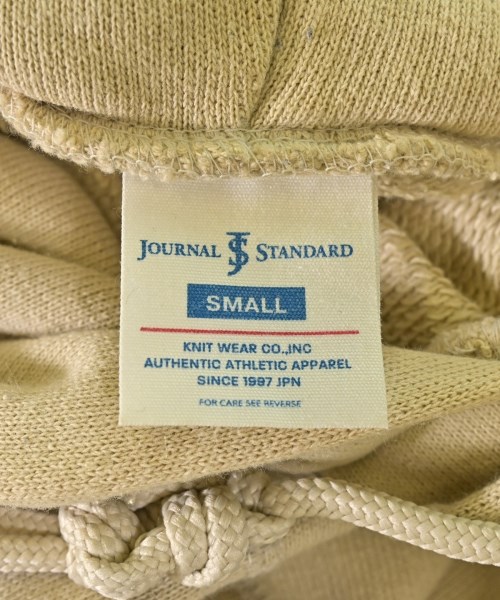 JOURNAL JS STANDARD
SMALL
KNIT WEAR CO.,INC
AUTHENTIC ATHLETIC APPAREL
SINCE 1997 JPN
FOR CARE SEE REVERSE